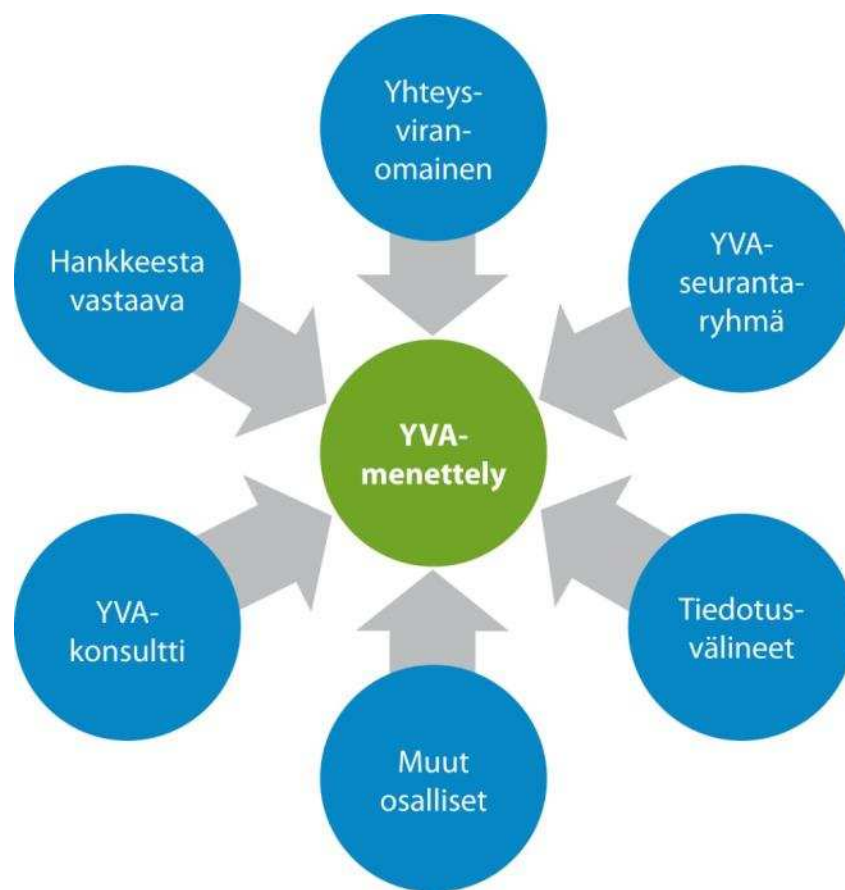 Yhteys-
viran-
omainen
Hankkeesta
vastaava
YVA-
seuranta-
ryhmä
YVA-
menettely
YVA-
konsultti
Tiedotus-
välineet
Muut
osalliset